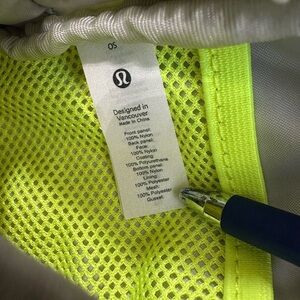 OS
Designed in
Vancouver
Made in China
Front panel:
100% Nylon
Back panel:
Face:
100% Nylon
Coating:
100% Polyurethane
Bottom panel:
100% Nylon
Lining:
100% Polyester
Mesh:
100% Polyester
Gusset: